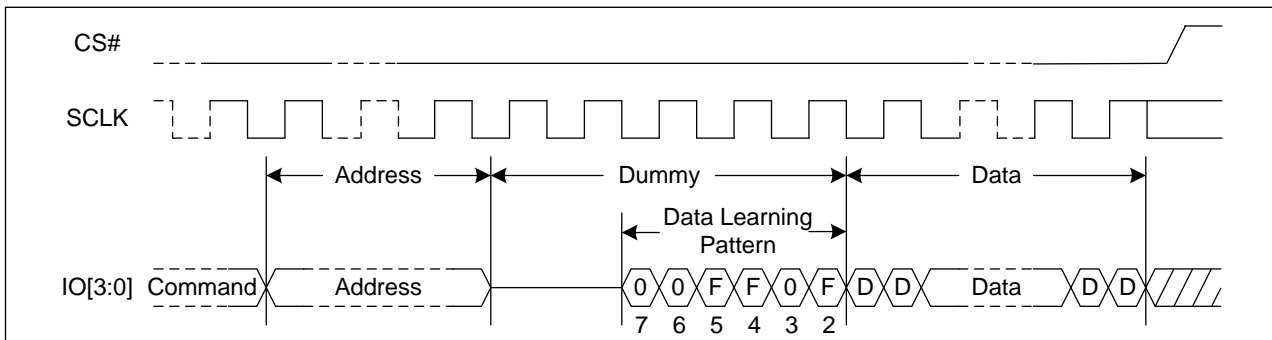 CS#
SCLK
Address Dummy Data
Data Learning
Pattern
IO[3:0] Command Address 0 0 F F 0 F D D Data D D
7 6 5 4 3 2